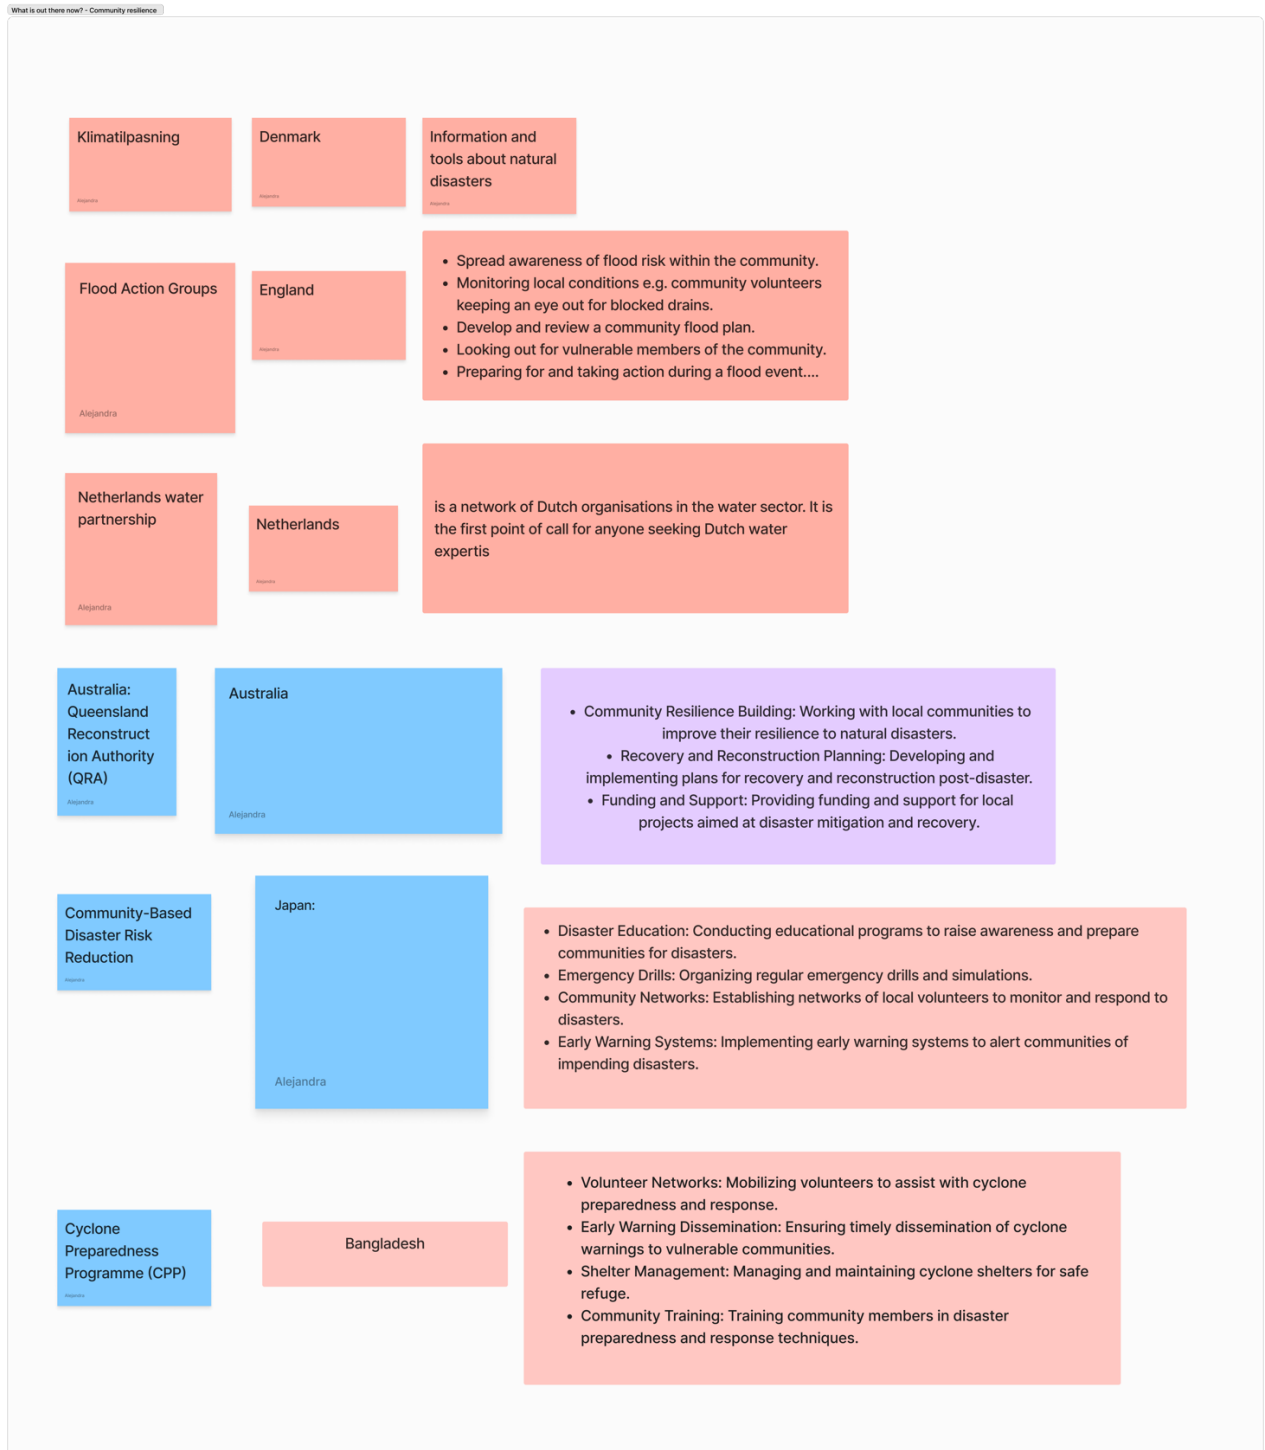 What is out there now? - Community resilience
Klimatilpasning
Alejandra
Denmark
Alejandra
Information and
tools about natural
disasters
Alejandra
Flood Action Groups
Alejandra
England
Alejandra
• Spread awareness of flood risk within the community.
• Monitoring local conditions e.g. community volunteers
keeping an eye out for blocked drains.
• Develop and review a community flood plan.
• Looking out for vulnerable members of the community.
• Preparing for and taking action during a flood event....
Netherlands water
partnership
Alejandra
Netherlands
Alejandra
is a network of Dutch organisations in the water sector. It is
the first point of call for anyone seeking Dutch water
expertis
Australia:
Queensland
Reconstruct
ion Authority
(QRA)
Alejandra
Australia
Alejandra
• Community Resilience Building: Working with local communities to
improve their resilience to natural disasters.
• Recovery and Reconstruction Planning: Developing and
implementing plans for recovery and reconstruction post-disaster.
• Funding and Support: Providing funding and support for local
projects aimed at disaster mitigation and recovery.
Community-Based
Disaster Risk
Reduction
Alejandra
Japan:
Alejandra
• Disaster Education: Conducting educational programs to raise awareness and prepare
communities for disasters.
• Emergency Drills: Organizing regular emergency drills and simulations.
• Community Networks: Establishing networks of local volunteers to monitor and respond to
disasters.
• Early Warning Systems: Implementing early warning systems to alert communities of
impending disasters.
Cyclone
Preparedness
Programme (CPP)
Alejandra
Bangladesh
• Volunteer Networks: Mobilizing volunteers to assist with cyclone
preparedness and response.
• Early Warning Dissemination: Ensuring timely dissemination of cyclone
warnings to vulnerable communities.
• Shelter Management: Managing and maintaining cyclone shelters for safe
refuge.
• Community Training: Training community members in disaster
preparedness and response techniques.